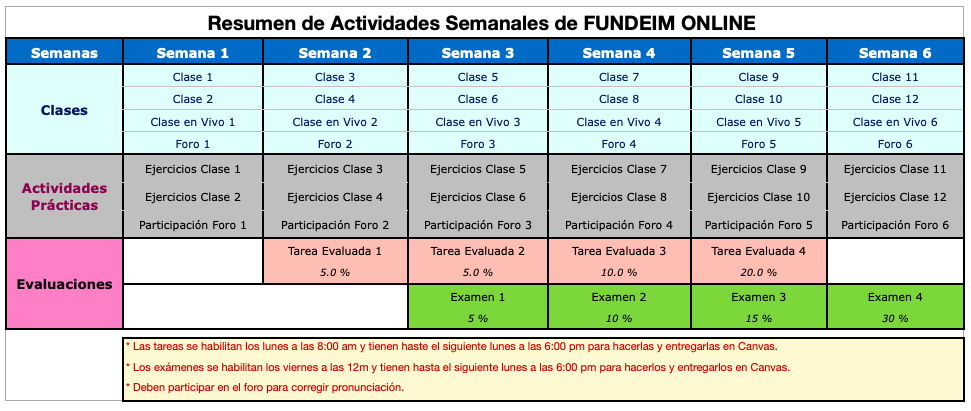 Resumen de Actividades Semanales de FUNDEIM ONLINE
Semanas Semana 1 Semana 2 Semana 3 Semana 4 Semana 5 Semana 6
Clases
Clase 1 Clase 3 Clase 5 Clase 7 Clase 9 Clase 11
Clase 2 Clase 4 Clase 6 Clase 8 Clase 10 Clase 12
Clase en Vivo 1 Clase en Vivo 2 Clase en Vivo 3 Clase en Vivo 4 Clase en Vivo 5 Clase en Vivo 6
Foro 1 Foro 2 Foro 3 Foro 4 Foro 5 Foro 6
Actividades
Prácticas
Ejercicios Clase 1 Ejercicios Clase 3 Ejercicios Clase 5 Ejercicios Clase 7 Ejercicios Clase 9 Ejercicios Clase 11
Ejercicios Clase 2 Ejercicios Clase 4 Ejercicios Clase 6 Ejercicios Clase 8 Ejercicios Clase 10 Ejercicios Clase 12
Participación Foro 1 Participación Foro 2 Participación Foro 3 Participación Foro 4 Participación Foro 5 Participación Foro 6
Evaluaciones
Tarea Evaluada 1 Tarea Evaluada 2 Tarea Evaluada 3 Tarea Evaluada 4
5.0 % 5.0 % 10.0 % 20.0 %
Examen 1 Examen 2 Examen 3 Examen 4
5 % 10 % 15 % 30 %
* Las tareas se habilitan los lunes a las 8:00 am y tienen hasta el siguiente lunes a las 6:00 pm para hacerlas y entregarlas en Canvas.
* Los exámenes se habilitan los viernes a las 12m y tienen hasta el siguiente lunes a las 6:00 pm para hacerlos y entregarlos en Canvas.
* Deben participar en el foro para corregir pronunciación.